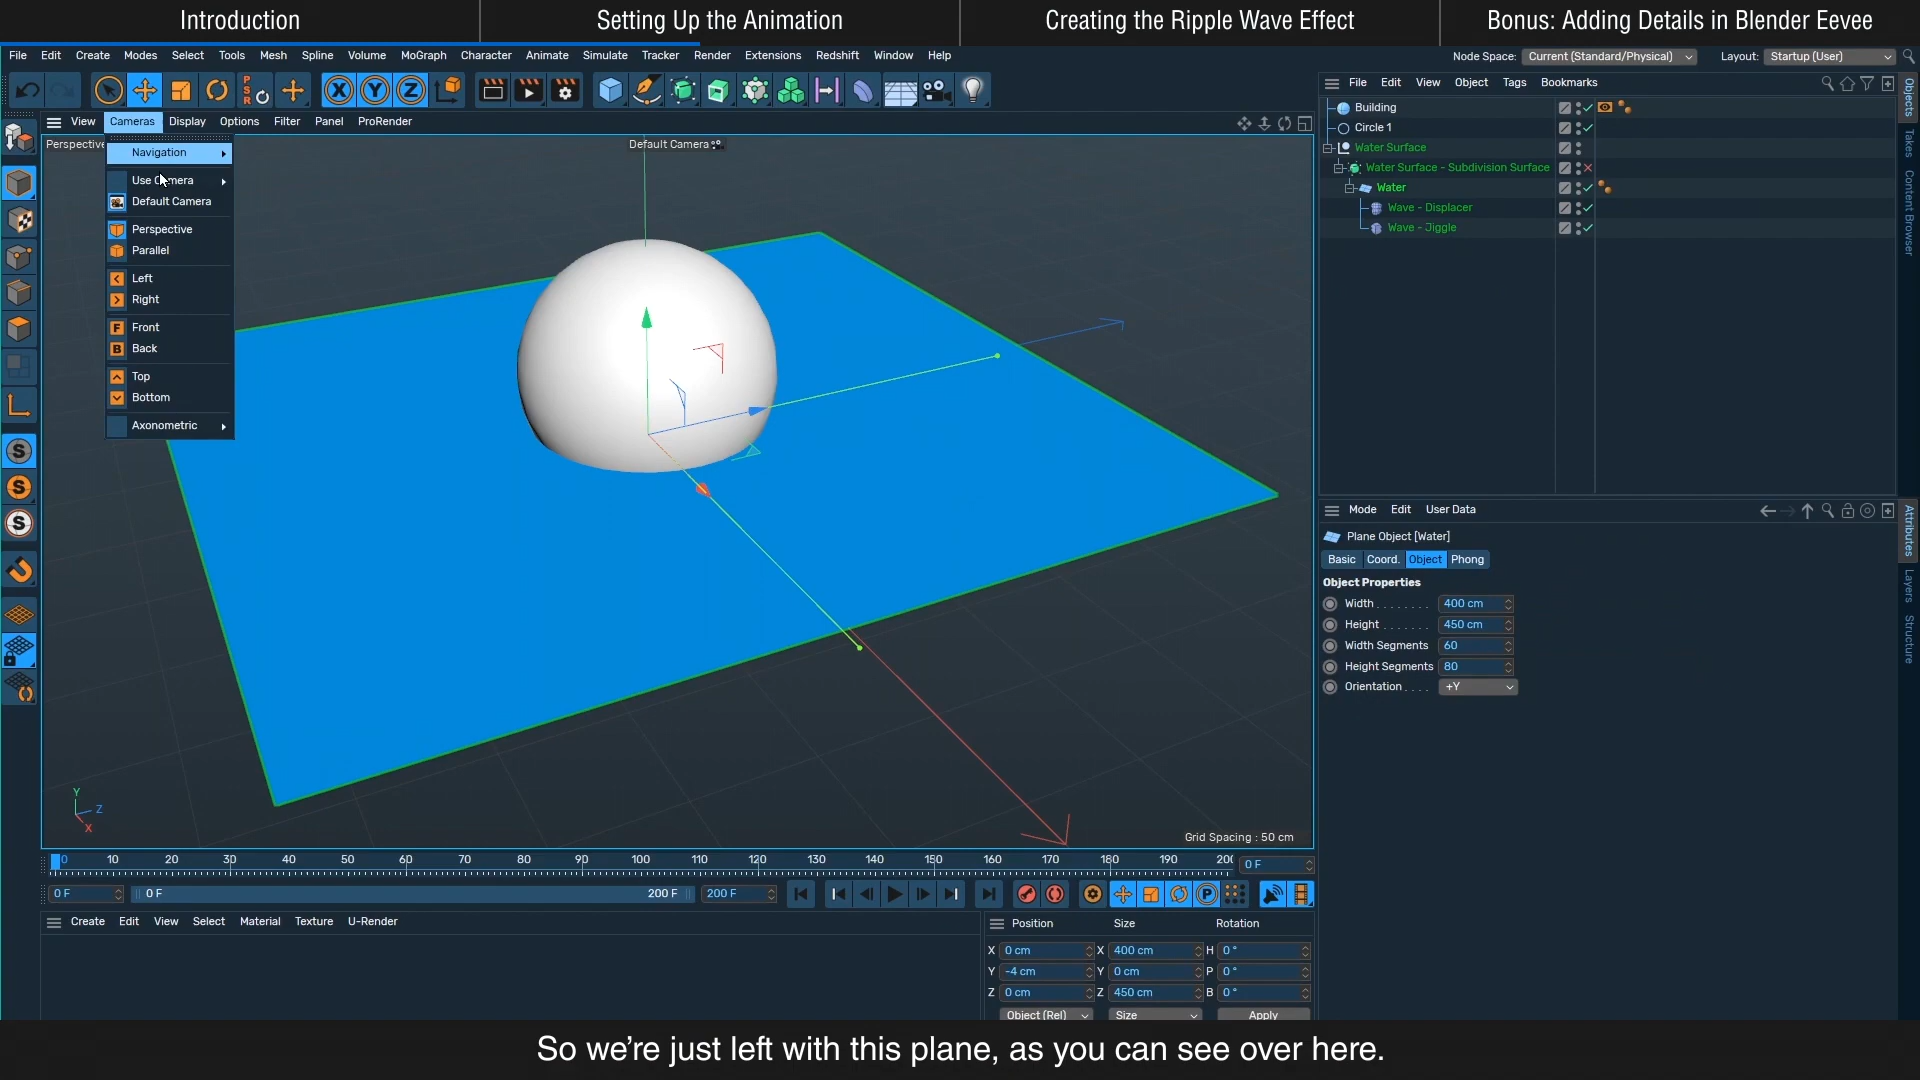 Introduction
Setting Up the Animation
Creating the Ripple Wave Effect
Bonus: Adding Details in Blender Eevee
File Edit Create Modes Select Tools Mesh Spline Volume MoGraph Character Animate Simulate Tracker Render Extensions Redshift Window Help
Node Space: Current (Standard/Physical)
Layout: Startup (User)
P
S
R
X Y Z
View Cameras Display Options Filter Panel ProRender
Perspective
Default Camera
Navigation
Use Camera
Default Camera
Perspective
Parallel
Left
Right
F Front
B Back
Top
Bottom
Axonometric
S
S
S
Y
Z
X
Grid Spacing : 50 cm
File Edit View Object Tags Bookmarks
Building
Circle 1
Water Surface
Water Surface - Subdivision Surface
Water
Wave - Displacer
Wave - Jiggle
Objects
Takes
Content Browser
Mode Edit User Data
Plane Object [Water]
Basic Coord. Object Phong
Object Properties
Width . . . . . . . . 400 cm
Height . . . . . . . 450 cm
Width Segments 60
Height Segments 80
Orientation . . . . +Y
Attributes
Layers
Structure
0 10 20 30 40 50 60 70 80 90 100 110 120 130 140 150 160 170 180 190 200
0 F
0 F
0 F
200 F
200 F
P
Create Edit View Select Material Texture U-Render
Position Size Rotation
X 0 cm X 400 cm H 0 °
Y -4 cm Y 0 cm P 0 °
Z 0 cm Z 450 cm B 0 °
Object (Rel) Size Apply
So we're just left with this plane, as you can see over here.